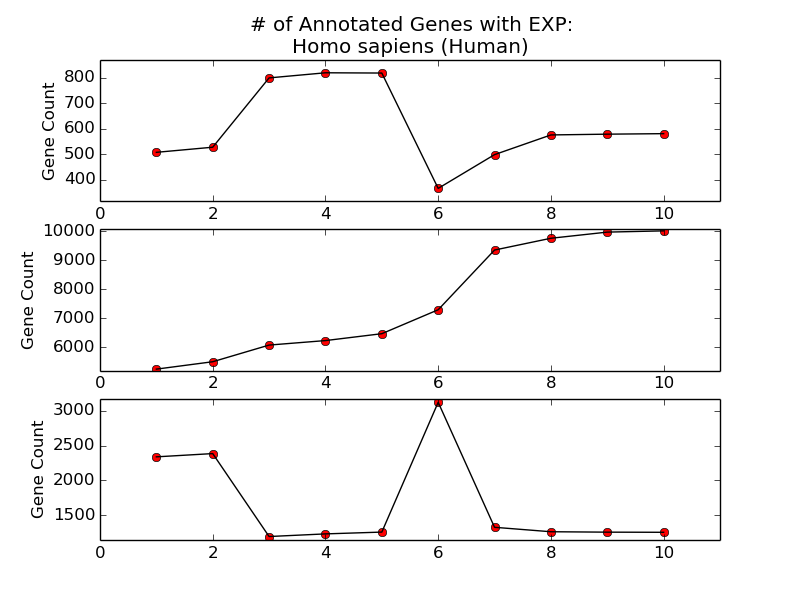 # of Annotated Genes with EXP:
Homo sapiens (Human)
Gene Count
800
700
600
500
400
0 2 4 6 8 10
Gene Count
10000
9000
8000
7000
6000
0 2 4 6 8 10
Gene Count
3000
2500
2000
1500
0 2 4 6 8 10